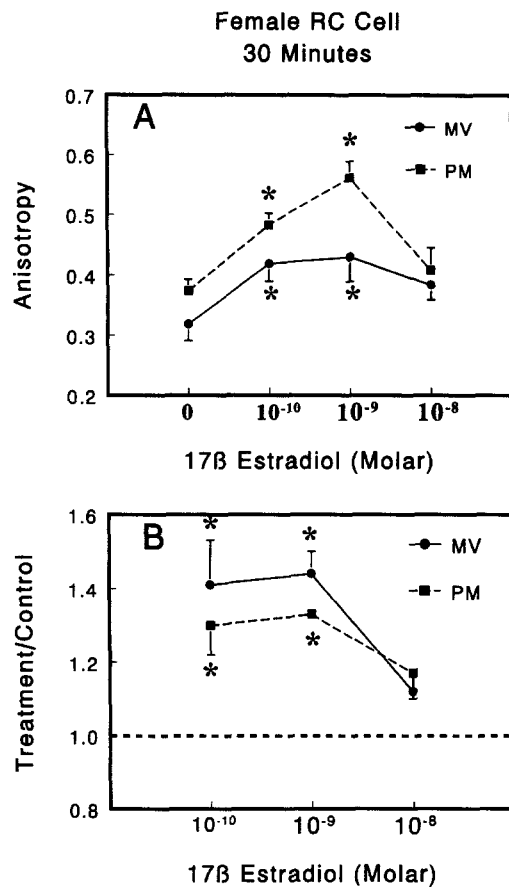 Female RC Cell
30 Minutes
A
0.7
0.6
0.5
0.4
0.3
0.2
Anisotropy
* *
* *
MV
PM
0 10⁻¹⁰ 10⁻⁹ 10⁻⁸
17ß Estradiol (Molar)
B
1.6
1.4
1.2
1.0
0.8
Treatment/Control
* *
* *
MV
PM
10⁻¹⁰ 10⁻⁹ 10⁻⁸
17ß Estradiol (Molar)